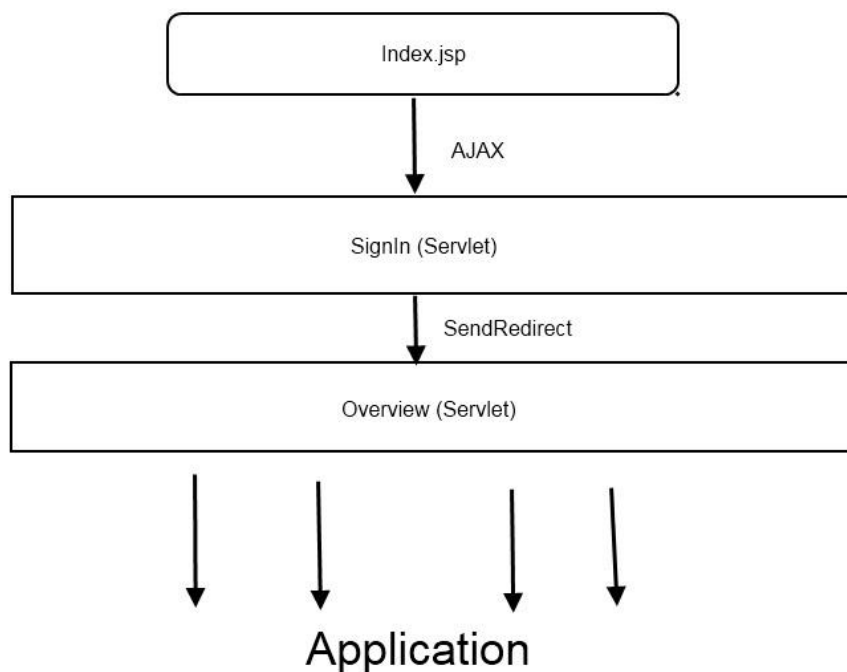 Index.jsp
AJAX
SignIn (Servlet)
SendRedirect
Overview (Servlet)
Application